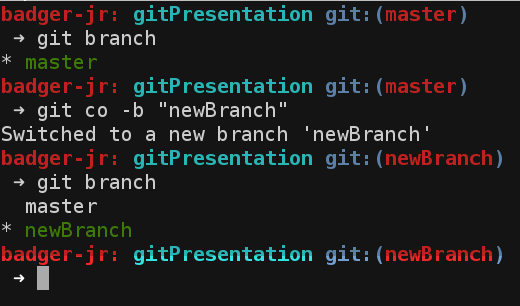 badger-jr: gitPresentation git:(master)
➜ git branch
* master
badger-jr: gitPresentation git:(master)
➜ git co -b "newBranch"
Switched to a new branch 'newBranch'
badger-jr: gitPresentation git:(newBranch)
➜ git branch
master
* newBranch
badger-jr: gitPresentation git:(newBranch)
➜